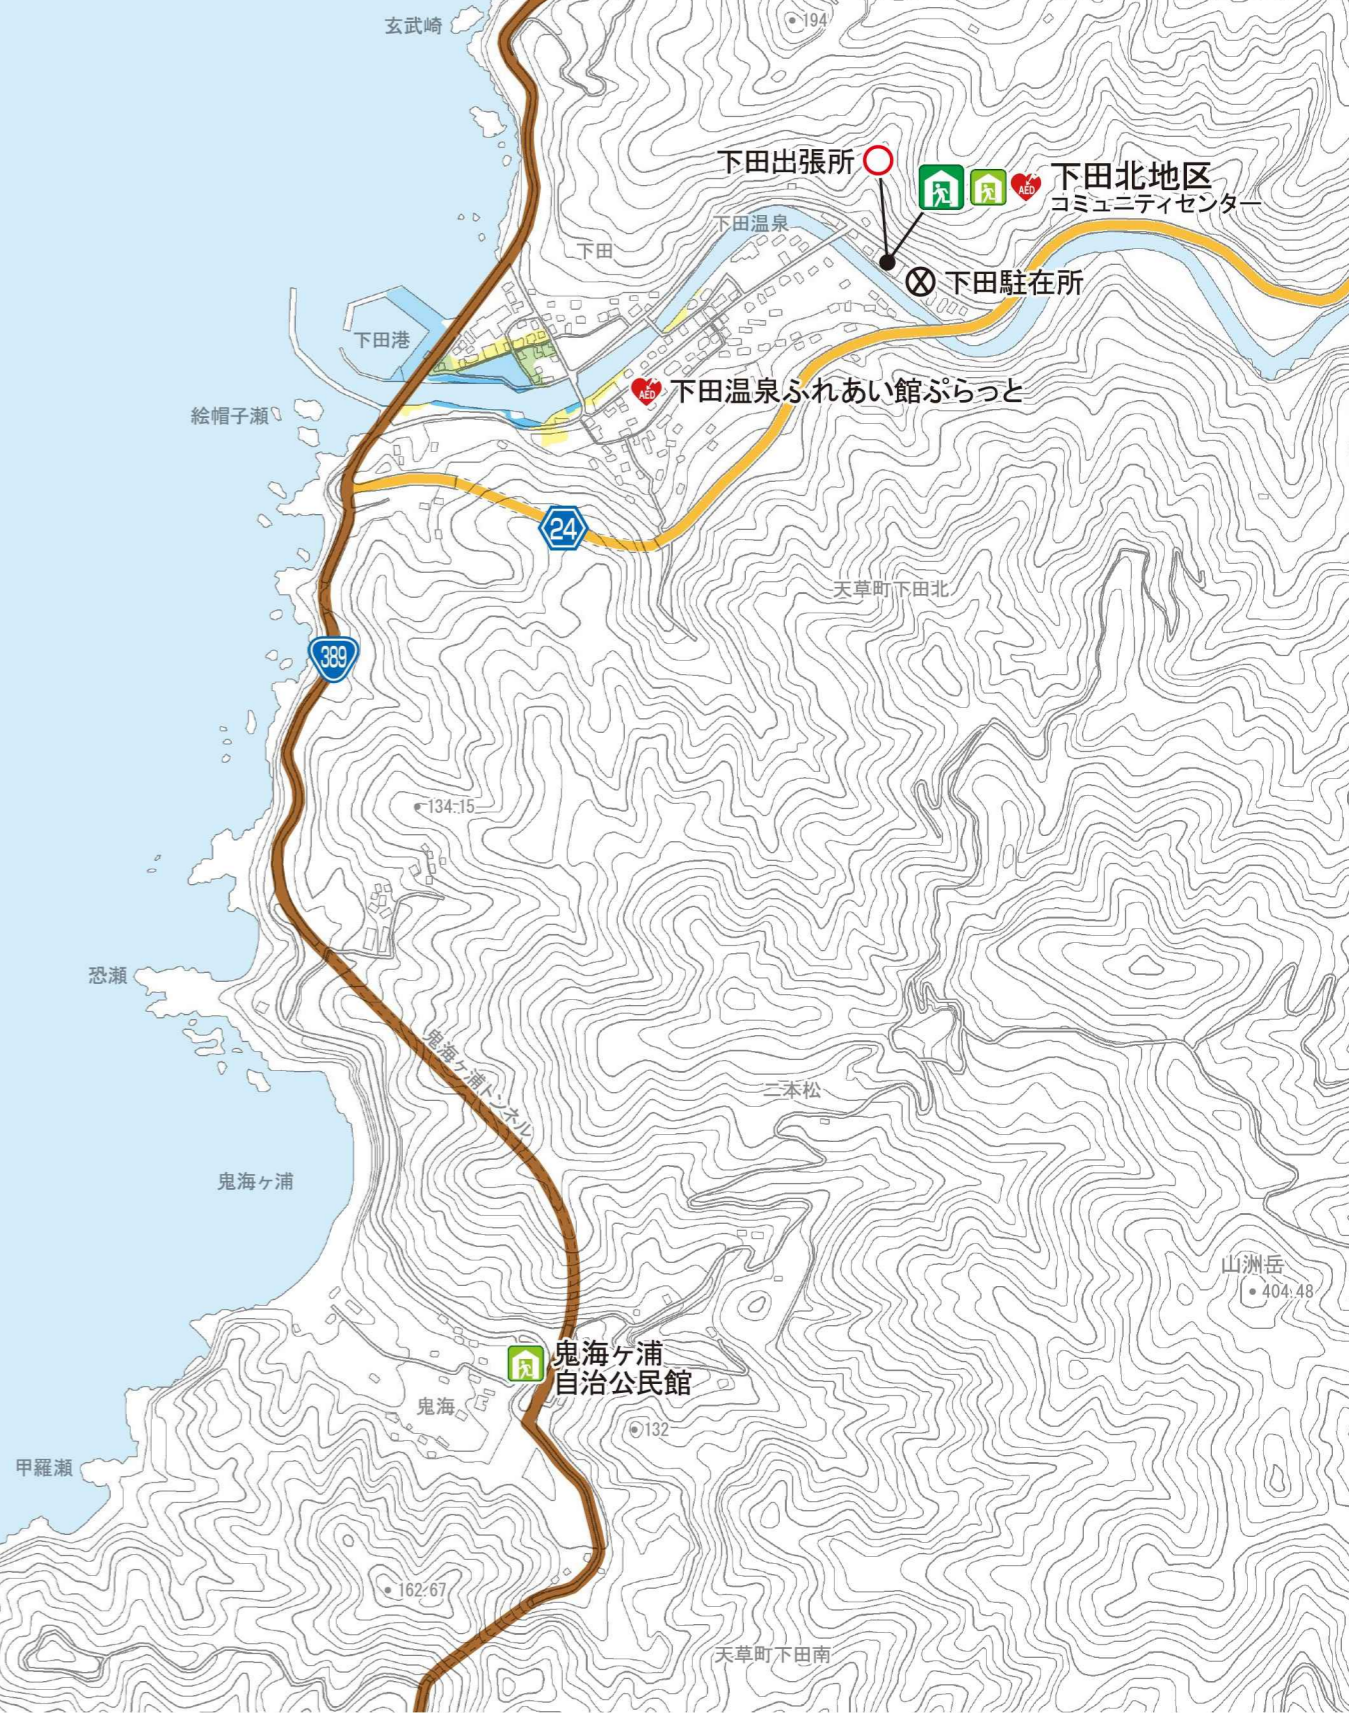 玄武崎
194
下田出張所
AED
下田北地区
コミュニティセンター
下田温泉
下田
下田駐在所
下田港
AED
下田温泉ふれあい館ぷらっと
絵帽子瀬
24
天草町下田北
389
134.15
恐瀬
鬼海ヶ浦トンネル
二本松
鬼海ヶ浦
山洲岳
404.48
鬼海ヶ浦
自治公民館
鬼海
132
甲羅瀬
162.67
天草町下田南